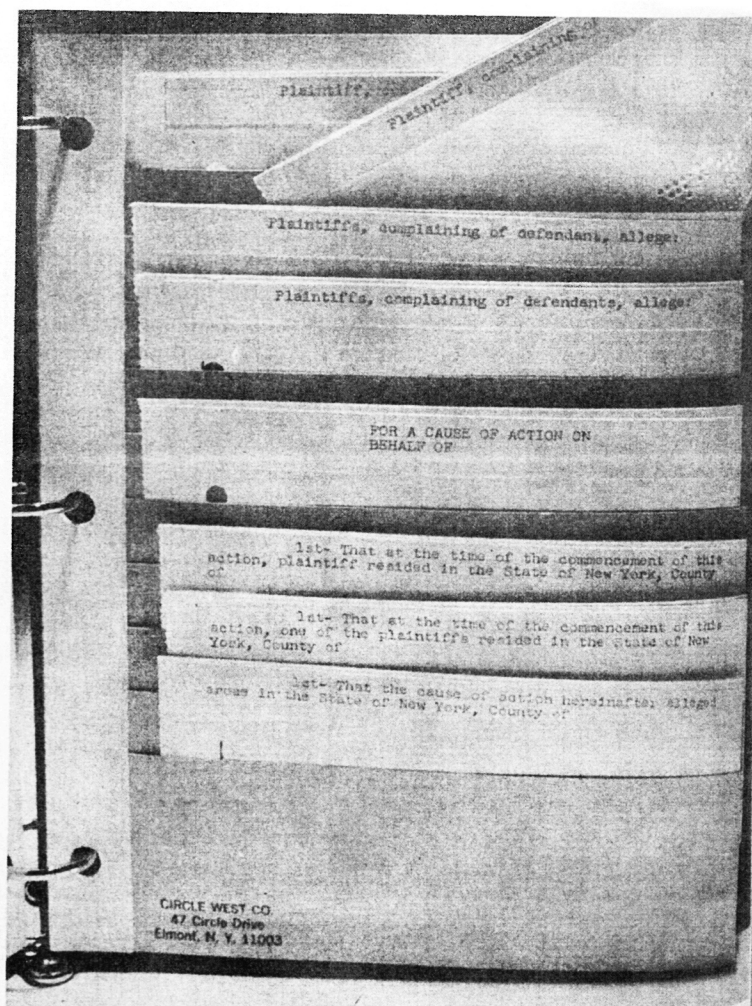 Plaintiff,
Plaintiff, complaining of
Plaintiffs, complaining of defendant, allege:
Plaintiffs, complaining of defendants, allege:
FOR A CAUSE OF ACTION ON
BEHALF OF
1st- That at the time of the commencement of this
action, plaintiff resided in the State of New York, County
of
1st- That at the time of the commencement of this
action, one of the plaintiffs resided in the State of New
York, County of
1st- That the cause of action hereinafter alleged
arose in the State of New York, County of
CIRCLE WEST CO
47 Circle Drive
Elmont, N. Y. 11003